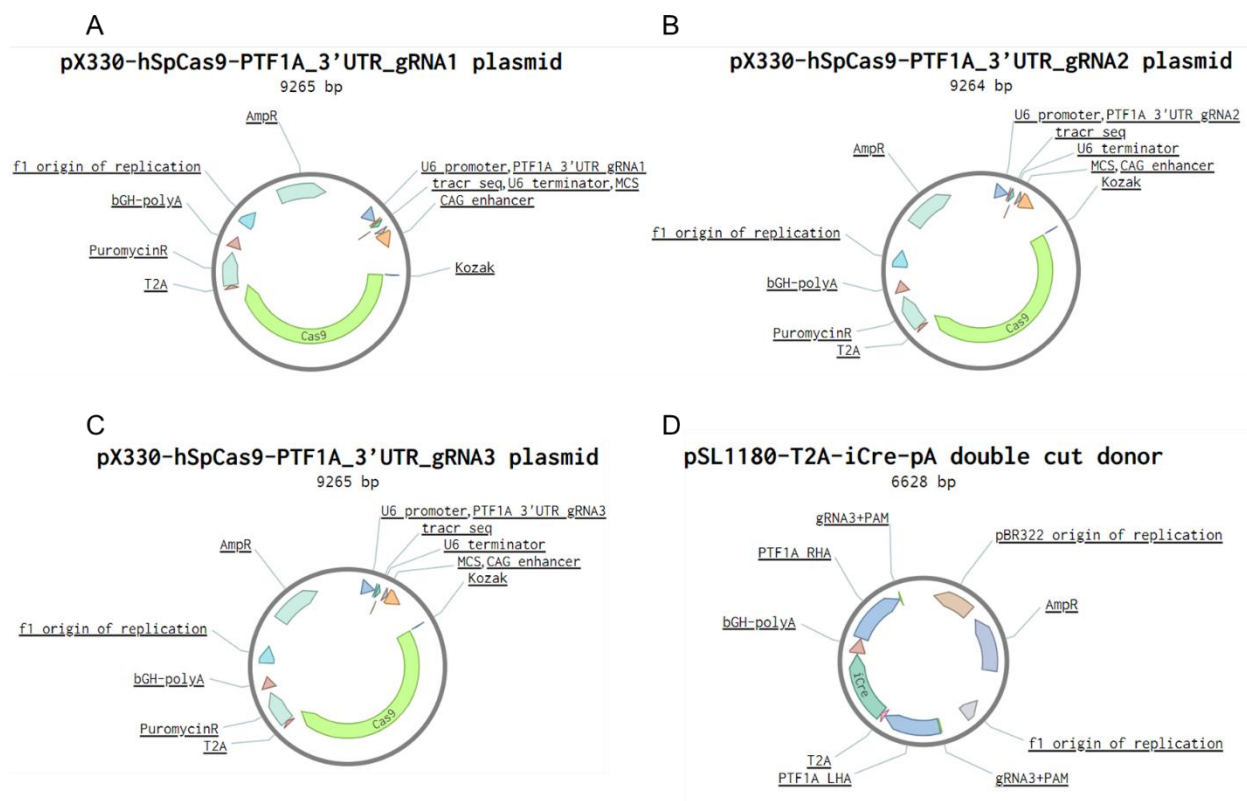 A
pX330-hSpCas9-PTF1A_3'UTR_gRNA1 plasmid
9265 bp
AmpR
f1 origin of replication
bGH-polyA
PuromycinR
T2A
U6 promoter,PTF1A 3'UTR gRNA1
tracr seq,U6 terminator,MCS
CAG enhancer
Kozak
Cas9
B
pX330-hSpCas9-PTF1A_3'UTR_gRNA2 plasmid
9264 bp
U6 promoter,PTF1A 3'UTR gRNA2
tracr seq
U6 terminator
MCS,CAG enhancer
Kozak
AmpR
f1 origin of replication
bGH-polyA
PuromycinR
T2A
Cas9
C
pX330-hSpCas9-PTF1A_3'UTR_gRNA3 plasmid
9265 bp
U6 promoter,PTF1A 3'UTR gRNA3
tracr seq
U6 terminator
MCS,CAG enhancer
Kozak
AmpR
f1 origin of replication
bGH-polyA
PuromycinR
T2A
Cas9
D
pSL1180-T2A-iCre-pA double cut donor
6628 bp
gRNA3+PAM
PTF1A RHA
bGH-polyA
pBR322 origin of replication
AmpR
iCre
f1 origin of replication
T2A
PTF1A LHA
gRNA3+PAM